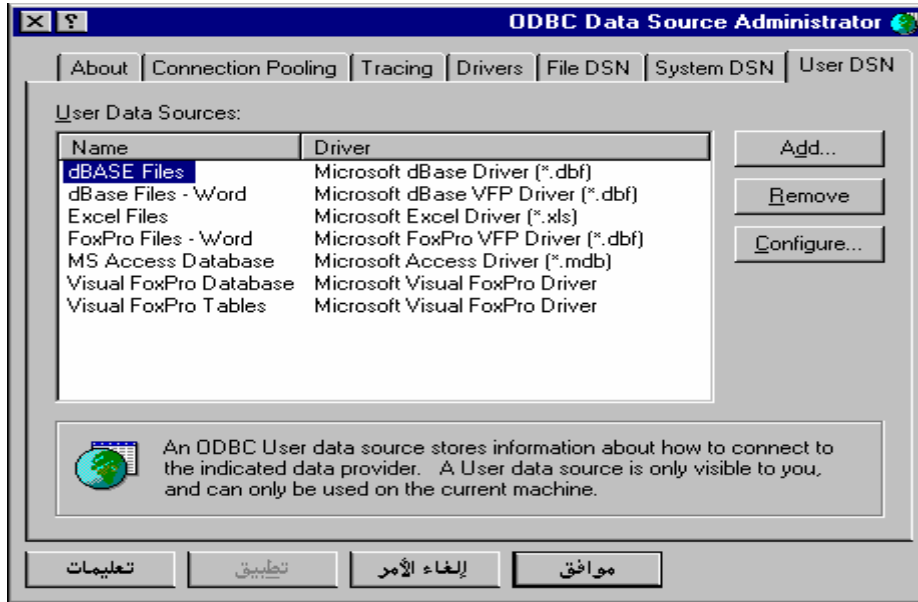 ODBC Data Source Administrator
About Connection Pooling Tracing Drivers File DSN System DSN User DSN
User Data Sources:
Name Driver
dBASE Files Microsoft dBase Driver (*.dbf)
dBase Files - Word Microsoft dBase VFP Driver (*.dbf)
Excel Files Microsoft Excel Driver (*.xls)
FoxPro Files - Word Microsoft FoxPro VFP Driver (*.dbf)
MS Access Database Microsoft Access Driver (*.mdb)
Visual FoxPro Database Microsoft Visual FoxPro Driver
Visual FoxPro Tables Microsoft Visual FoxPro Driver
Add...
Remove
Configure...
An ODBC User data source stores information about how to connect to
the indicated data provider. A User data source is only visible to you,
and can only be used on the current machine.
موافق إلغاء الأمر تطبيق تعليمات